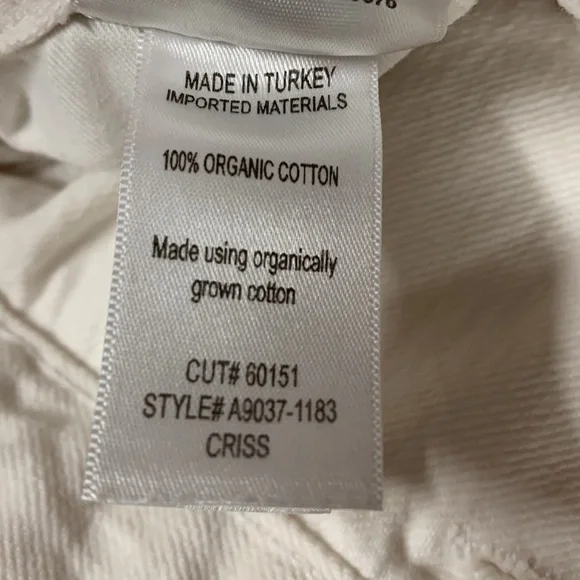 MADE IN TURKEY
IMPORTED MATERIALS
100% ORGANIC COTTON
Made using organically
grown cotton
CUT# 60151
STYLE# A9037-1183
CRISS